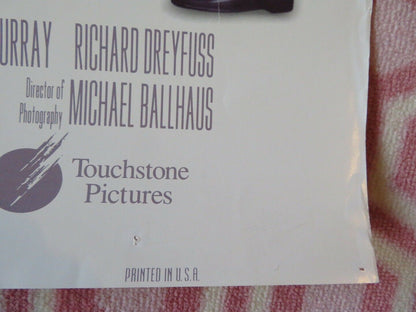 URRAY RICHARD DREYFUSS
Director of
Photography MICHAEL BALLHAUS
Touchstone
Pictures
PRINTED IN U.S.A.